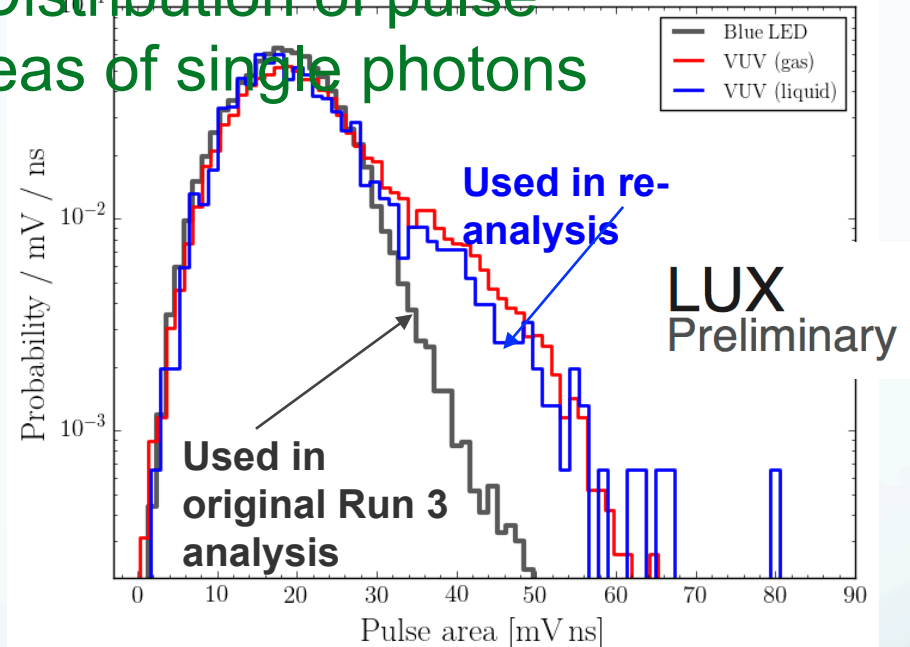 Distribution of pulse
eas of single photons
10⁻¹
Blue LED
VUV (gas)
VUV (liquid)
Used in re-
analysis
10⁻²
LUX
Preliminary
Probability / mV / ns
10⁻³
Used in
original Run 3
analysis
0 10 20 30 40 50 60 70 80 90
Pulse area [mV ns]